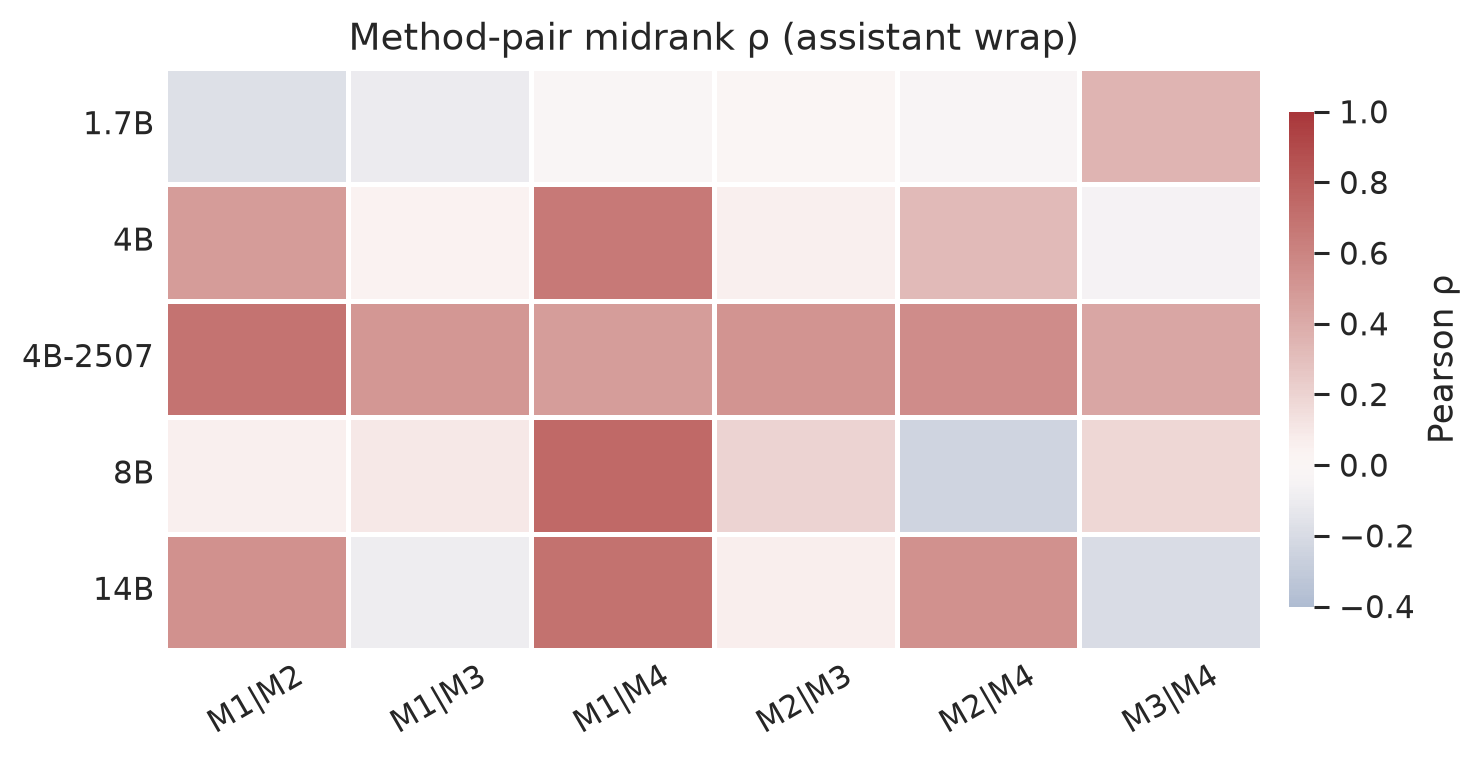 Method-pair midrank ρ (assistant wrap)
1.7B
4B
4B-2507
8B
14B
M1|M2
M1|M3
M1|M4
M2|M3
M2|M4
M3|M4
1.0
0.8
0.6
0.4
0.2
0.0
−0.2
−0.4
Pearson ρ